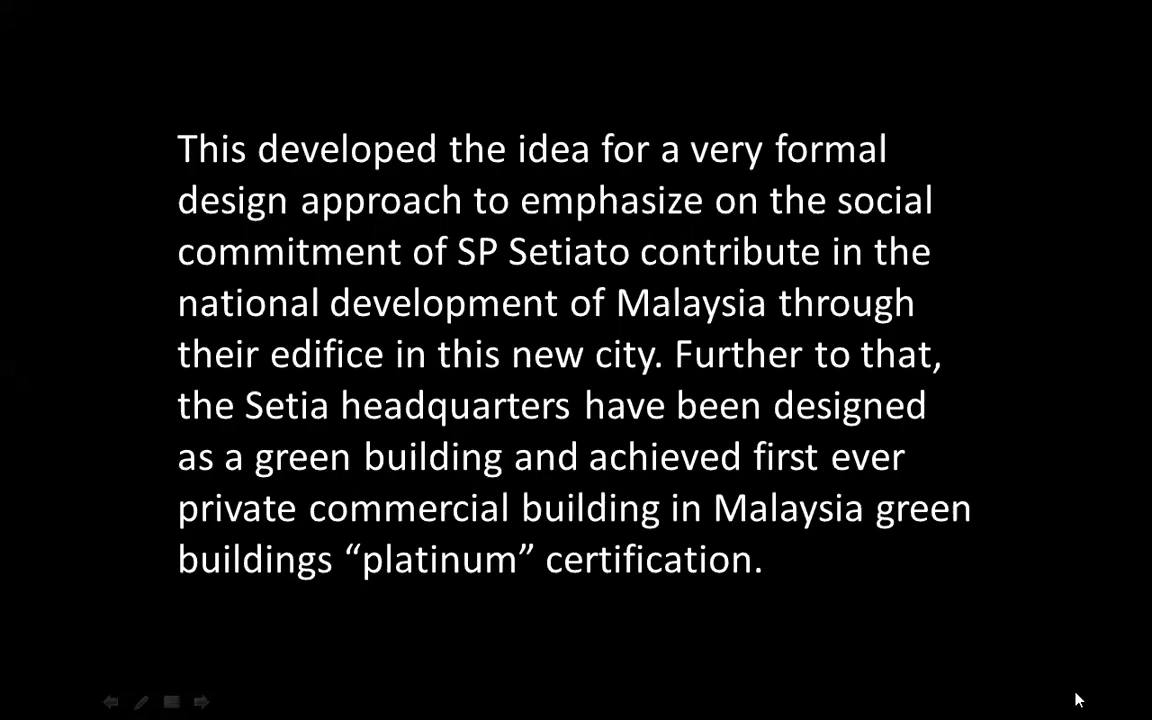 This developed the idea for a very formal
design approach to emphasize on the social
commitment of SP Setiato contribute in the
national development of Malaysia through
their edifice in this new city. Further to that,
the Setia headquarters have been designed
as a green building and achieved first ever
private commercial building in Malaysia green
buildings “platinum” certification.